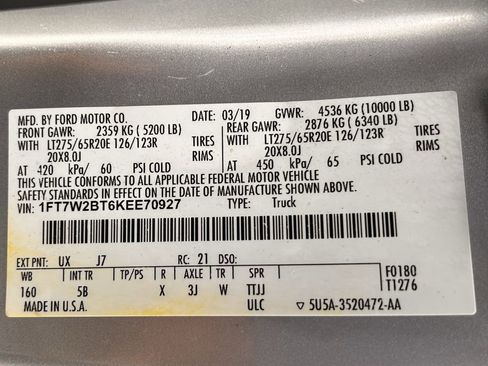 MFD. BY FORD MOTOR CO. DATE: 03/19 GVWR: 4536 KG (10000 LB)
FRONT GAWR: 2359 KG ( 5200 LB) REAR GAWR: 2876 KG ( 6340 LB)
WITH LT275/65R20E 126/123R TIRES WITH LT275/65R20E 126/123R TIRES
20X8.0J RIMS 20X8.0J RIMS
AT 420 kPa/ 60 PSI COLD AT 450 kPa/ 65 PSI COLD
THIS VEHICLE CONFORMS TO ALL APPLICABLE FEDERAL MOTOR VEHICLE
SAFETY STANDARDS IN EFFECT ON THE DATE OF MANUFACTURE SHOWN ABOVE.
VIN: 1FT7W2BT6KEE70927 TYPE: Truck
EXT PNT: UX J7 RC: 21 DSO:
WB INT TR TP/PS R AXLE TR SPR F0180
160 5B X 3J W TTJJ T1276
MADE IN U.S.A. ULC ▽ 5U5A-3520472-AA